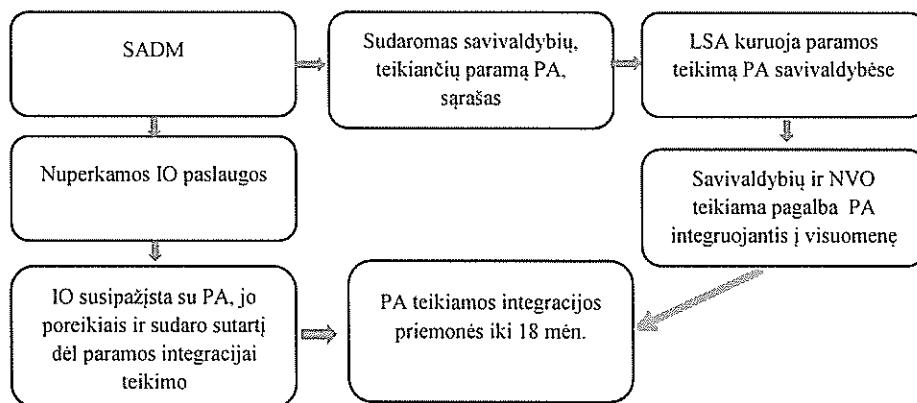 SADM
Sudaromas savivaldybių,
teikiančių paramą PA,
sąrašas
LSA kuruoja paramos
teikimą PA savivaldybėse
Nuperkamos IO paslaugos
Savivaldybių ir NVO
teikiama pagalba PA
integruojantis į visuomenę
IO susipažįsta su PA, jo
poreikiais ir sudaro sutartį
dėl paramos integracijai
teikimo
PA teikiamos integracijos
priemonės iki 18 mėn.